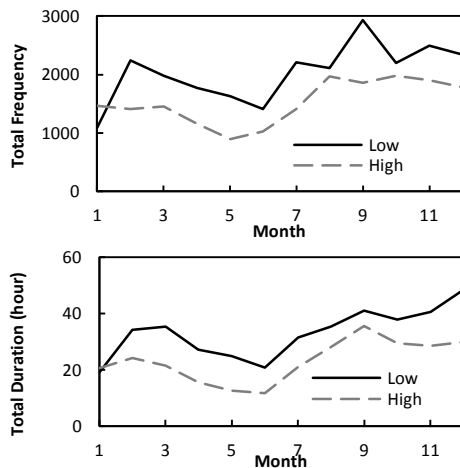 Total Frequency
3000
2000
1000
0
Low
High
1 3 5 7 9 11
Month
Total Duration (hour)
60
40
20
0
Low
High
1 3 5 7 9 11
Month